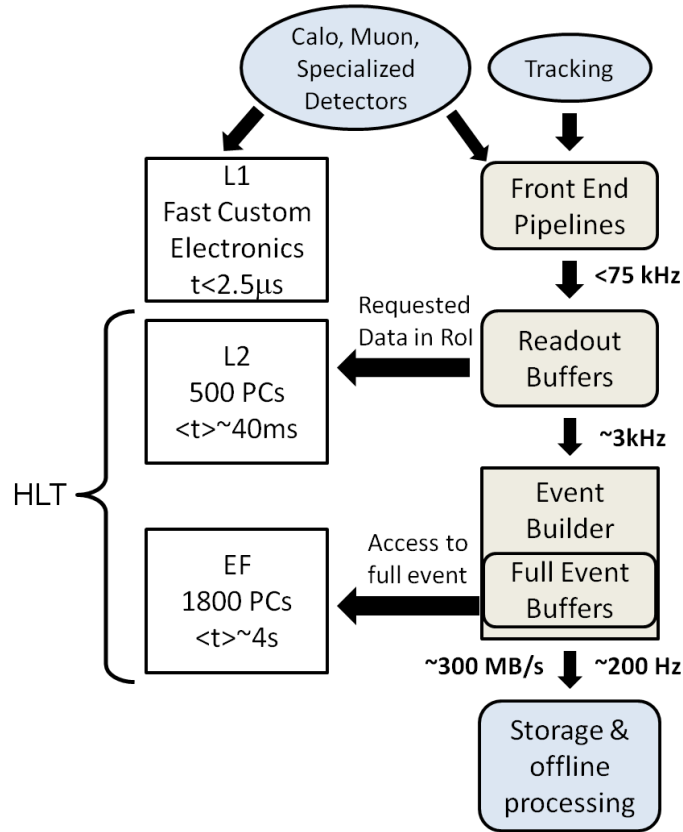 Calo, Muon,
Specialized
Detectors
Tracking
L1
Fast Custom
Electronics
t<2.5µs
Front End
Pipelines
<75 kHz
Requested
Data in RoI
L2
500 PCs
<t>~40ms
Readout
Buffers
~3kHz
HLT
Event
Builder
Access to
full event
Full Event
Buffers
EF
1800 PCs
<t>~4s
~300 MB/s
~200 Hz
Storage &
offline
processing